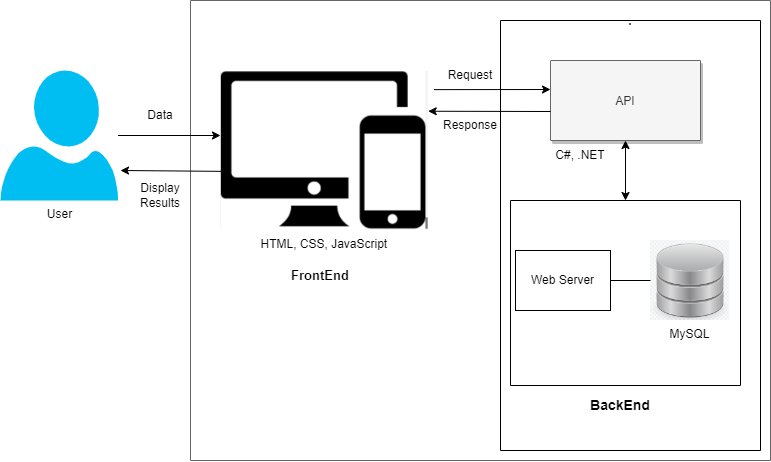 Data
Display
Results
User
HTML, CSS, JavaScript
FrontEnd
Request
Response
API
C#, .NET
Web Server
MySQL
BackEnd